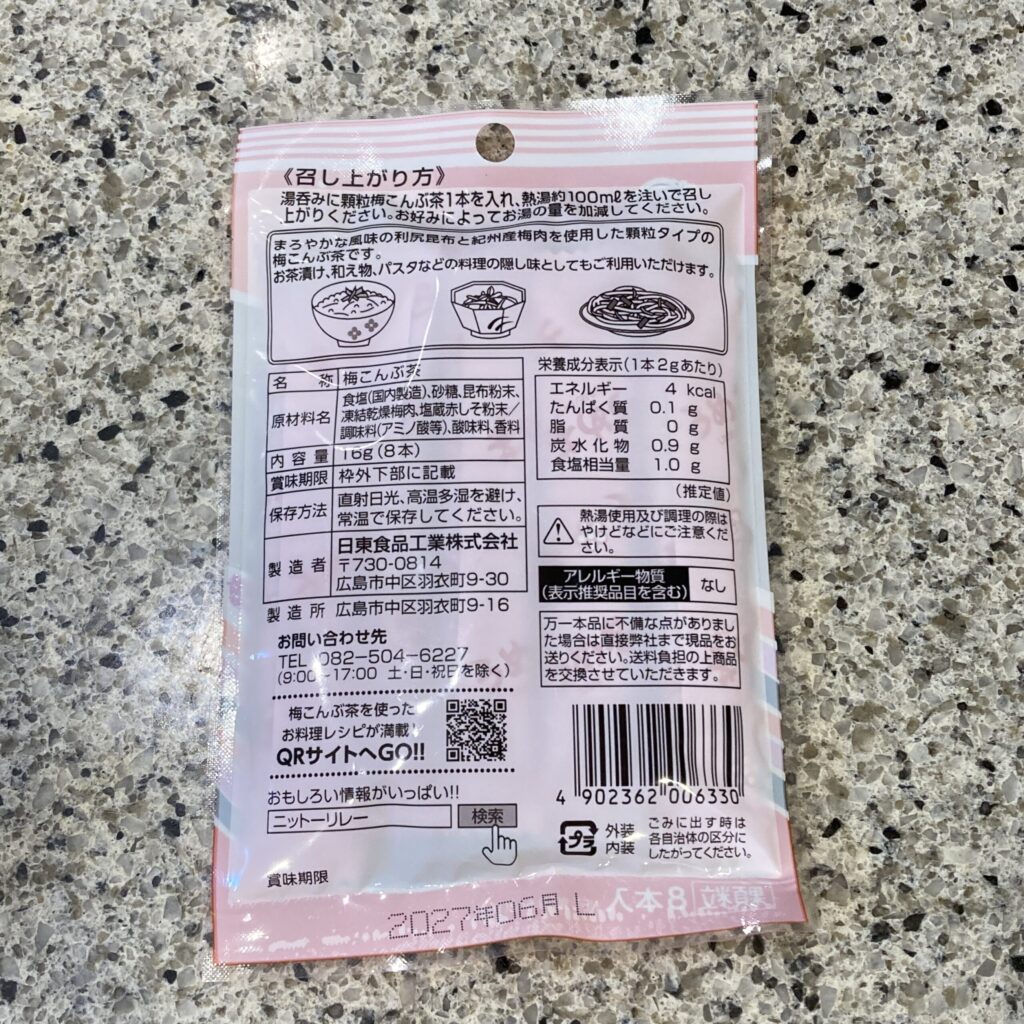 《召し上がり方》
湯呑みに顆粒梅こんぶ茶1本を入れ、熱湯約100mℓを注いで召し
上がりください。お好みによってお湯の量を加減してください。
まろやかな風味の利尻昆布と紀州産梅肉を使用した顆粒タイプの
梅こんぶ茶です。
お茶漬け、和え物、パスタなどの料理の隠し味としてもご利用いただけます。
名称 梅こんぶ茶
原材料名 食塩(国内製造)、砂糖、昆布粉末、
凍結乾燥梅肉、塩蔵赤しそ粉末/
調味料(アミノ酸等)、酸味料、香料
内容量 16g(8本)
賞味期限 枠外下部に記載
保存方法 直射日光、高温多湿を避け、
常温で保存してください。
製造者 日東食品工業株式会社
〒730-0814
広島市中区羽衣町9-30
製造所 広島市中区羽衣町9-16
お問い合わせ先
TEL 082-504-6227
(9:00~17:00 土・日・祝日を除く)
梅こんぶ茶を使った
お料理レシピが満載!
QRサイトへGO!!
おもしろい情報がいっぱい!!
ニットーリレー 検索
栄養成分表示(1本2gあたり)
エネルギー 4 kcal
たんぱく質 0.1 g
脂質 0 g
炭水化物 0.9 g
食塩相当量 1.0 g
(推定値)
熱湯使用及び調理の際は
やけどなどにご注意くださ
い。
アレルギー物質
(表示推奨品目を含む) なし
万一本品に不備な点がありまし
た場合は直接弊社まで現品をお
送りください。送料負担の上商品
を交換させていただきます。
4 902362 006330
プラ
外装
内装
ごみに出す時は
各自治体の区分に
したがってください。
賞味期限
2027年06月 L
顆粒 8本入